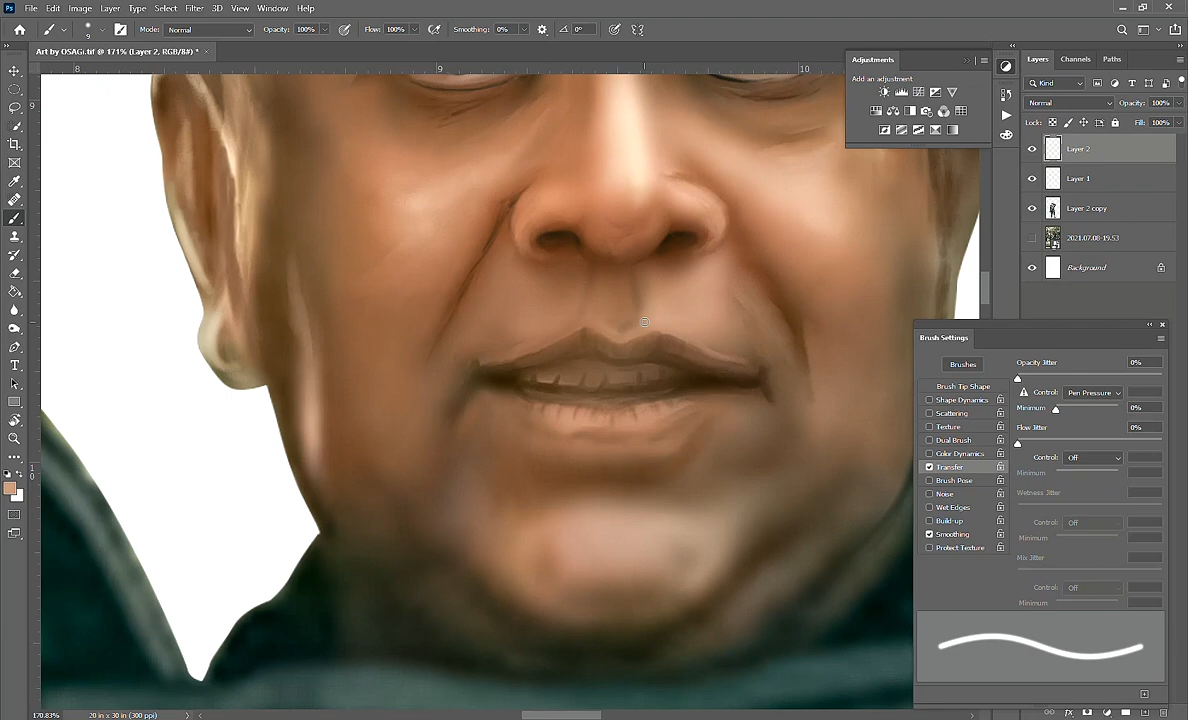 File Edit Image Layer Type Select Filter 3D View Window Help
9 Mode: Normal Opacity: 100% Flow: 100% Smoothing: 0% 0°
Art by OSAGi.tif @ 171% (Layer 2, RGB/8#) *
8 9 10
Adjustments
Add an adjustment
Layers Channels Paths
Kind
Normal Opacity: 100%
Lock: Fill: 100%
Layer 2
Layer 1
Layer 2 copy
2021.07.08-19.53
Background
Brush Settings
Brushes
Brush Tip Shape
Shape Dynamics
Scattering
Texture
Dual Brush
Color Dynamics
Transfer
Brush Pose
Noise
Wet Edges
Build-up
Smoothing
Protect Texture
Opacity Jitter 0%
Control: Pen Pressure
Minimum 0%
Flow Jitter 0%
Control: Off
Minimum
Wetness Jitter
Control: Off
Minimum
Mix Jitter
Control: Off
Minimum
170.83% 20 in x 30 in (300 ppi)